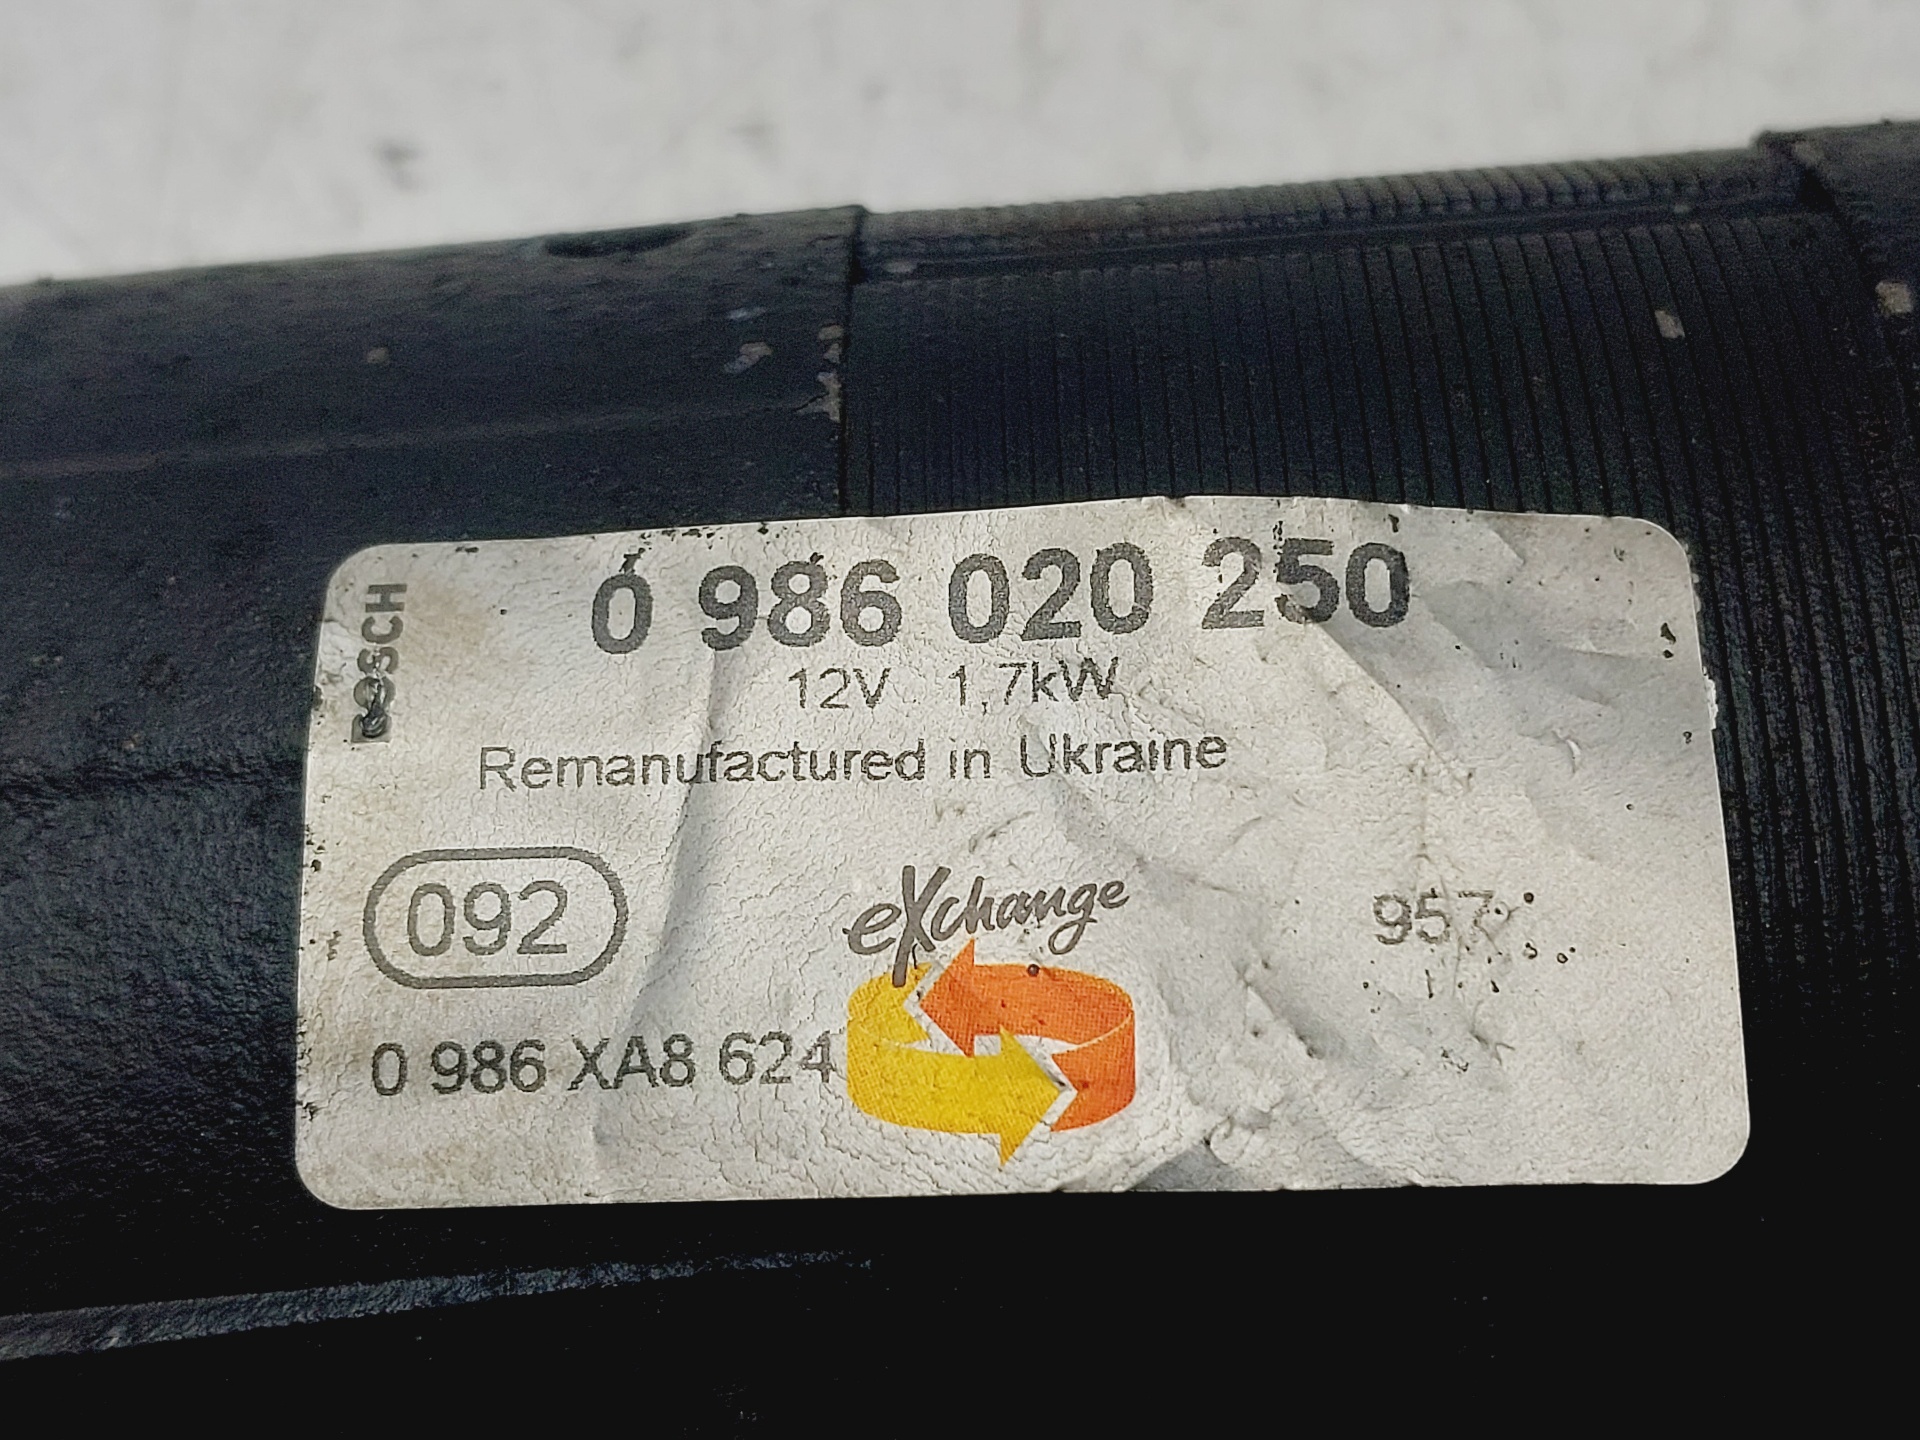 BOSCH
0 986 020 250
12V 1,7kW
Remanufactured in Ukraine
092
eXchange
957
0 986 XA8 624